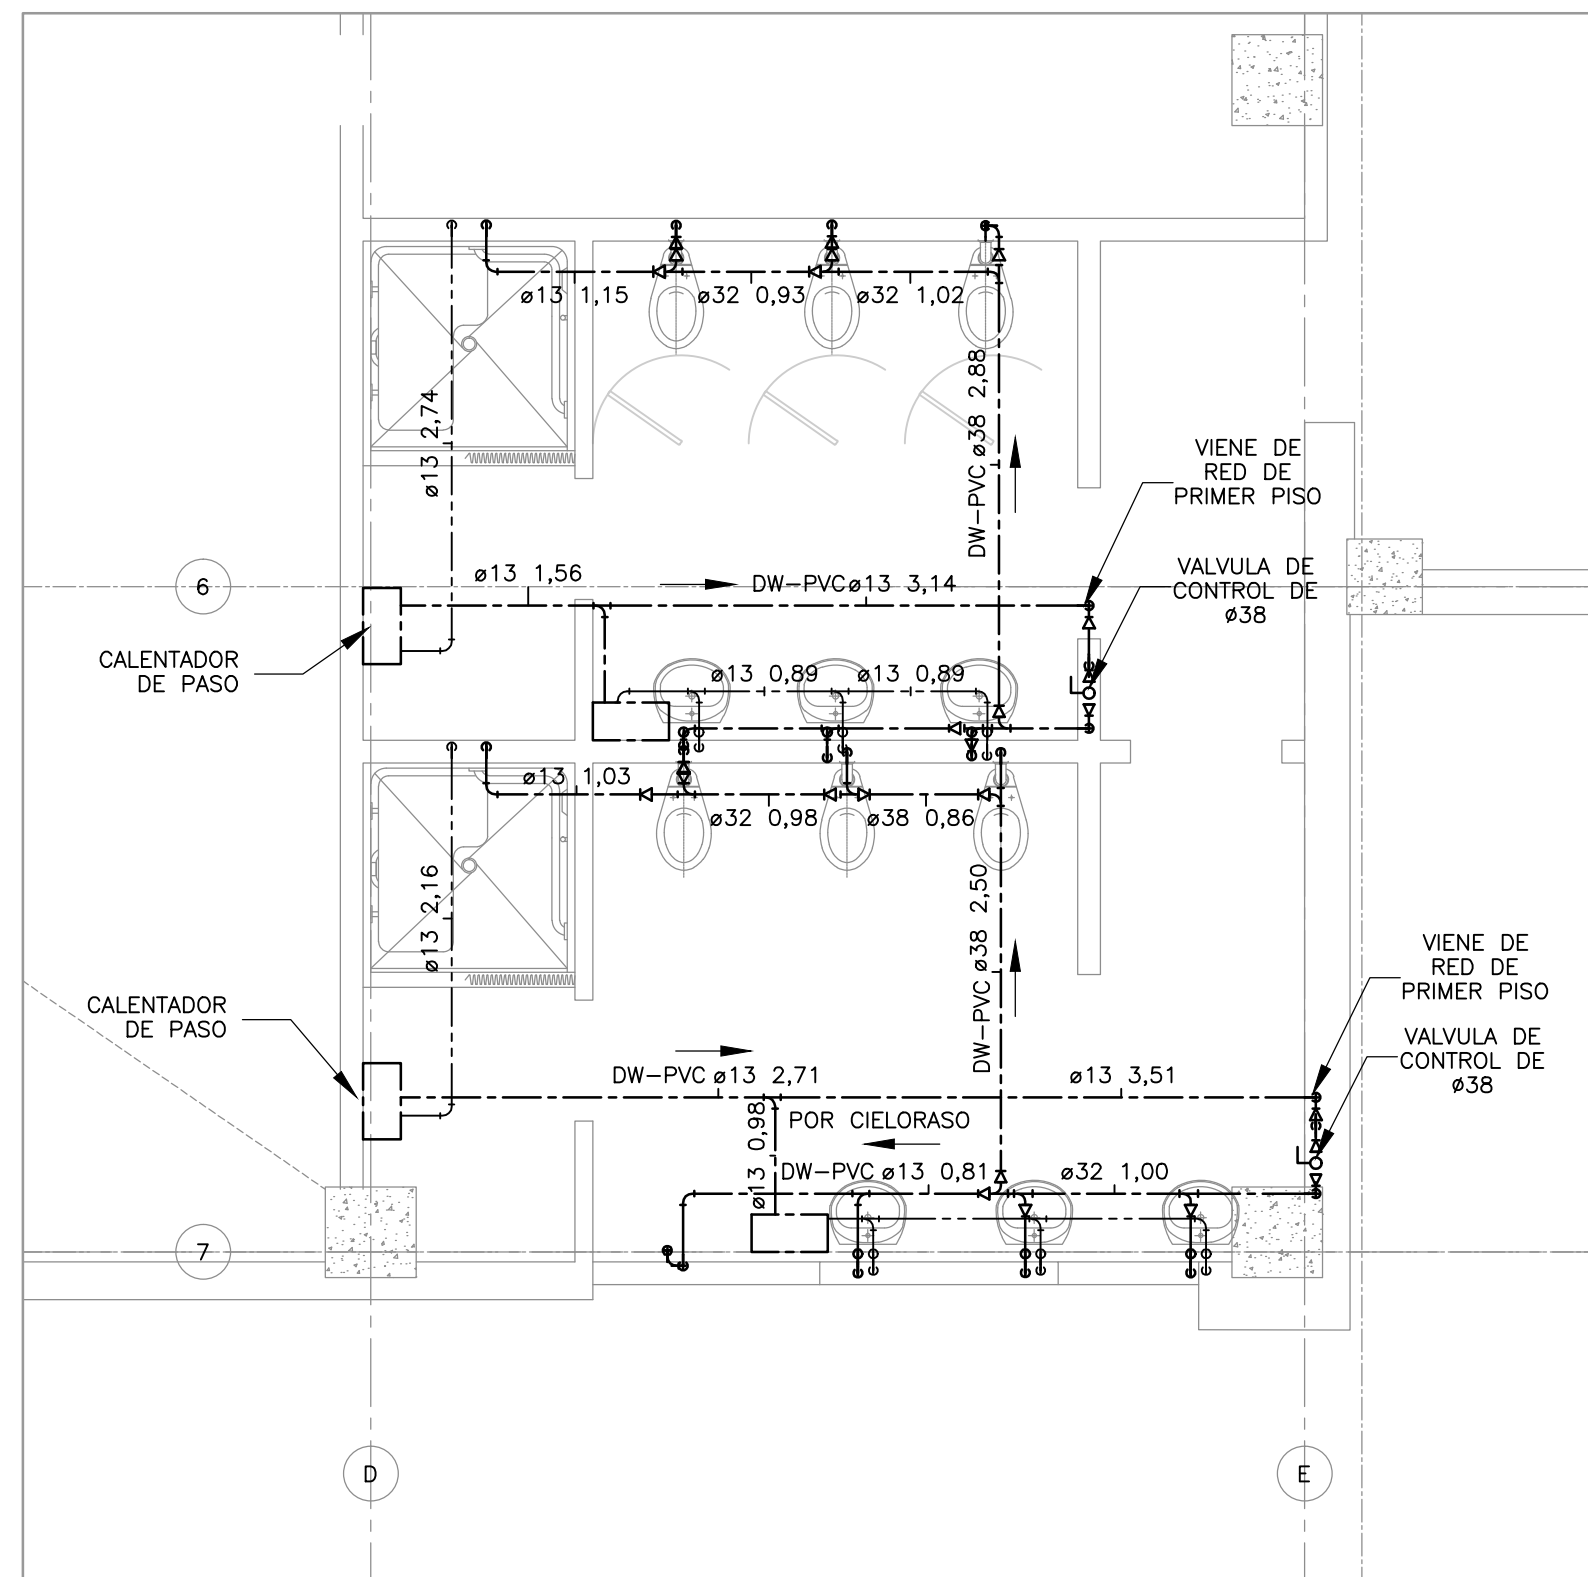 ø13 1,15
ø32 0,93
ø32 1,02
ø13 2,74
DW-PVC ø38 2,88
VIENE DE
RED DE
PRIMER PISO
6
ø13 1,56
DW-PVC ø13 3,14
VALVULA DE
CONTROL DE
ø38
CALENTADOR
DE PASO
ø13 0,89
ø13 0,89
ø13 1,03
ø32 0,98
ø38 0,86
ø13 2,16
DW-PVC ø38 2,50
VIENE DE
RED DE
PRIMER PISO
CALENTADOR
DE PASO
VALVULA DE
CONTROL DE
ø38
DW-PVC ø13 2,71
ø13 3,51
ø13 0,98
POR CIELORASO
DW-PVC ø13 0,81
ø32 1,00
7
D
E